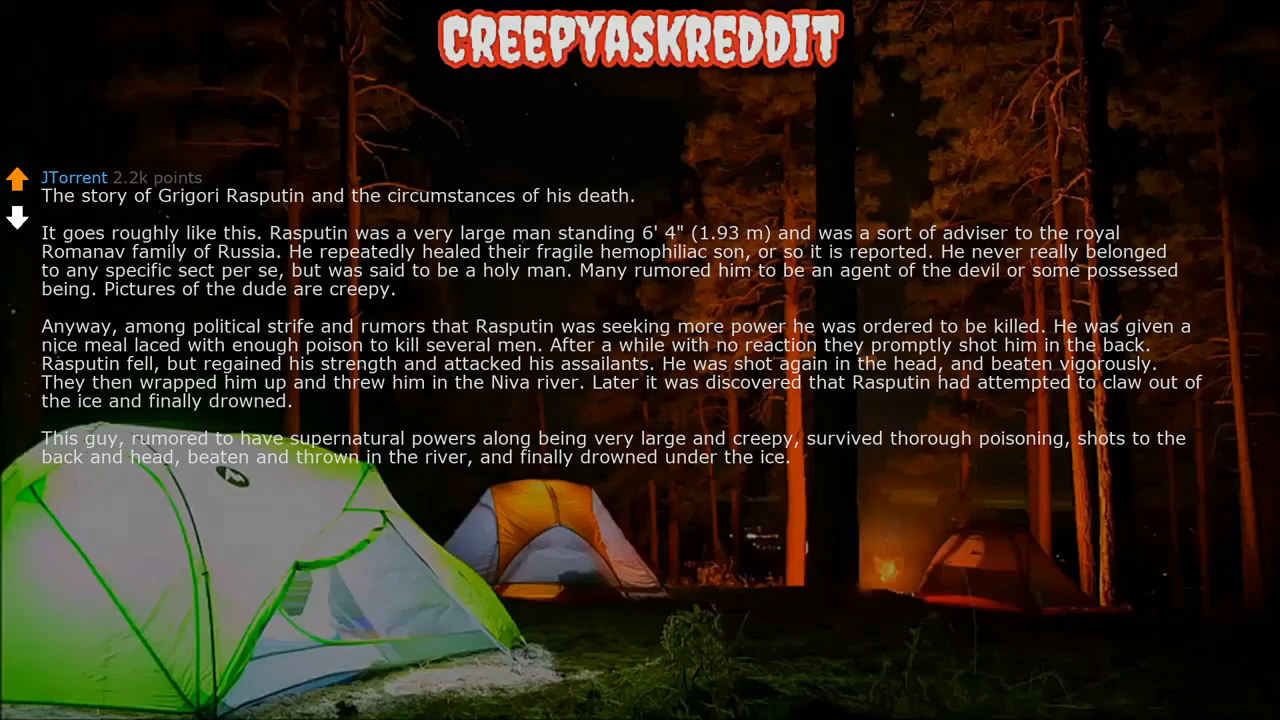 CREEPYASKREDDIT
JTorrent 2.2k points
The story of Grigori Rasputin and the circumstances of his death.
It goes roughly like this. Rasputin was a very large man standing 6' 4" (1.93 m) and was a sort of adviser to the royal
Romanav family of Russia. He repeatedly healed their fragile hemophiliac son, or so it is reported. He never really belonged
to any specific sect per se, but was said to be a holy man. Many rumored him to be an agent of the devil or some possessed
being. Pictures of the dude are creepy.
Anyway, among political strife and rumors that Rasputin was seeking more power he was ordered to be killed. He was given a
nice meal laced with enough poison to kill several men. After a while with no reaction they promptly shot him in the back.
Rasputin fell, but regained his strength and attacked his assailants. He was shot again in the head, and beaten vigorously.
They then wrapped him up and threw him in the Niva river. Later it was discovered that Rasputin had attempted to claw out of
the ice and finally drowned.
This guy, rumored to have supernatural powers along being very large and creepy, survived thorough poisoning, shots to the
back and head, beaten and thrown in the river, and finally drowned under the ice.